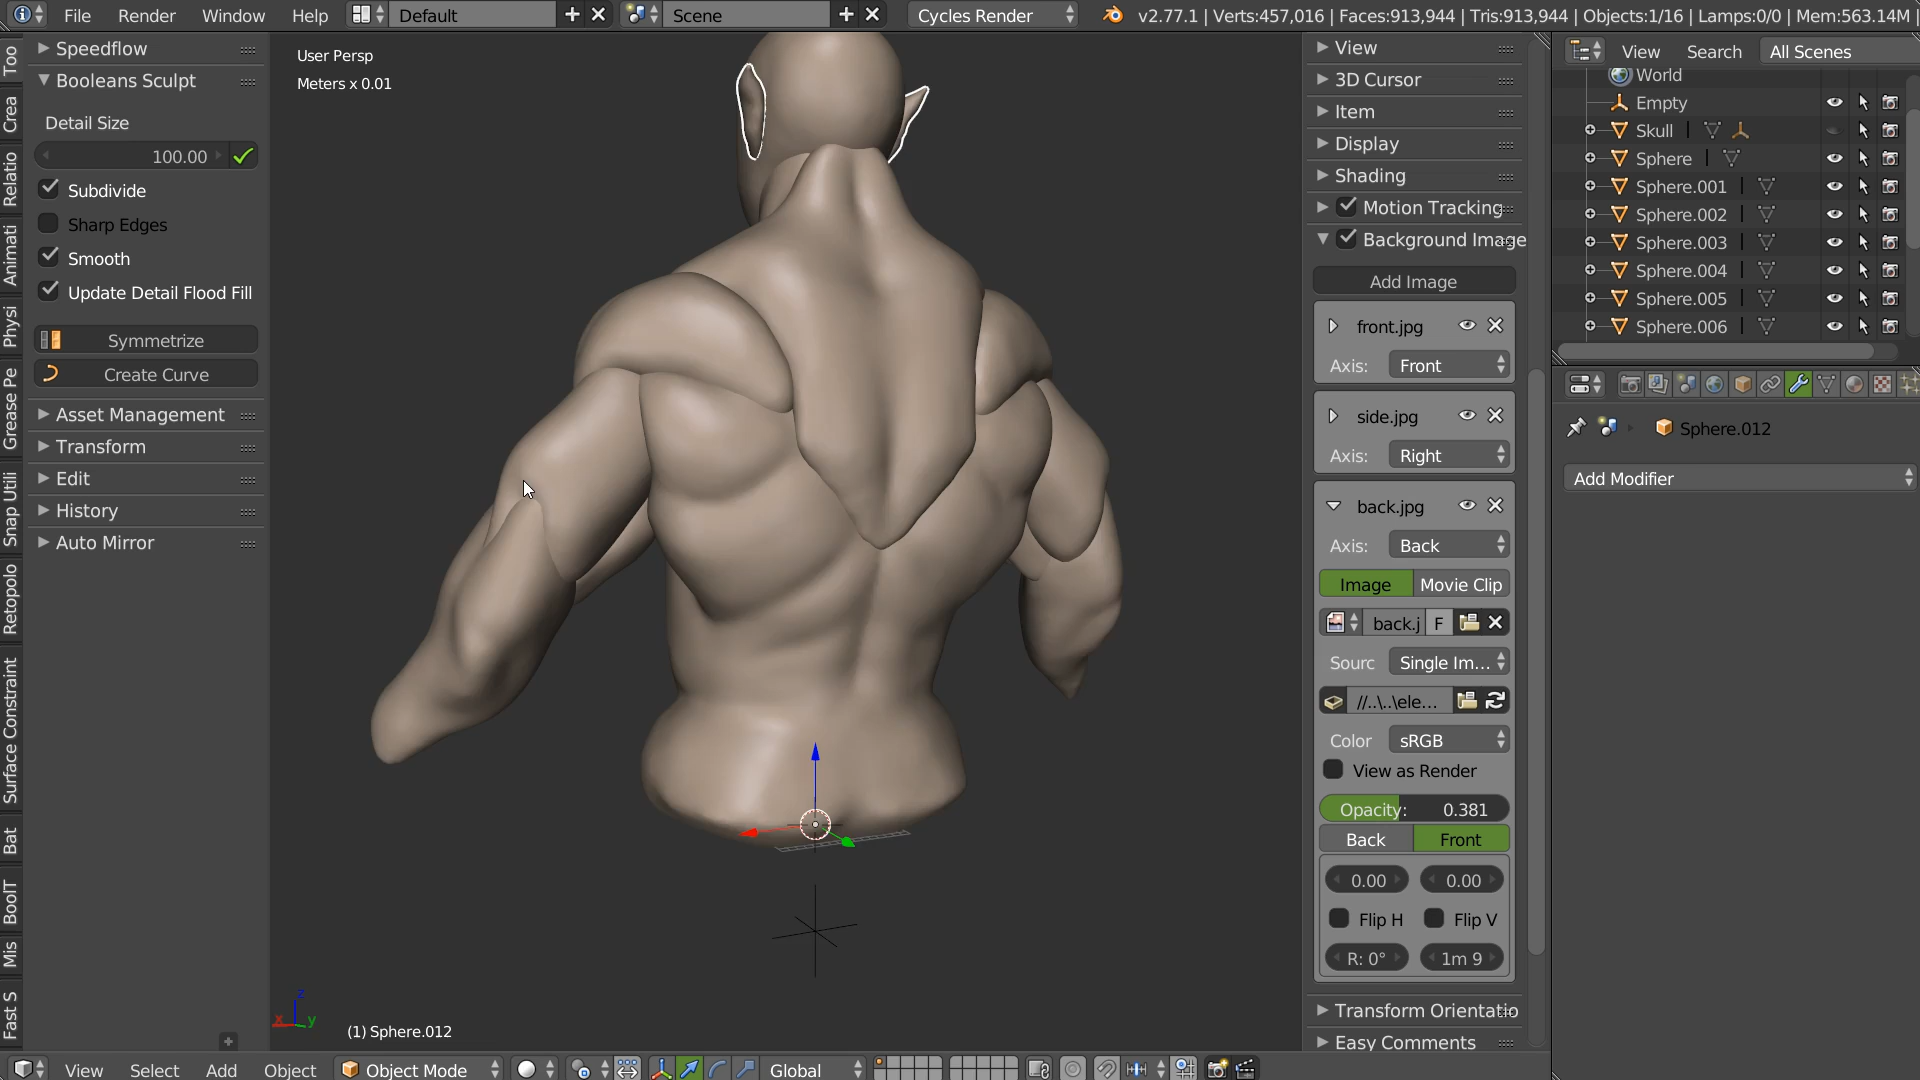 File Render Window Help Default Scene Cycles Render v2.77.1 | Verts:457,016 | Faces:913,944 | Tris:913,944 | Objects:1/16 | Lamps:0/0 | Mem:563.14M |
Too
Crea
Relatio
Animati
Physi
Grease Pe
Snap Utili
Retopolo
Surface Constraint
Bat
BoolT
Mis
Fast S
Speedflow
Booleans Sculpt
Detail Size
100.00
Subdivide
Sharp Edges
Smooth
Update Detail Flood Fill
Symmetrize
Create Curve
Asset Management
Transform
Edit
History
Auto Mirror
User Persp
Meters x 0.01
z
x y
(1) Sphere.012
View
3D Cursor
Item
Display
Shading
Motion Tracking
Background Image
Add Image
front.jpg
Axis: Front
side.jpg
Axis: Right
back.jpg
Axis: Back
Image Movie Clip
back.j F
Sourc Single Im...
//..\..\ele...
Color sRGB
View as Render
Opacity: 0.381
Back Front
0.00 0.00
Flip H Flip V
R: 0° 1m 9
Transform Orientatio
Easy Comments
View Search All Scenes
World
Empty
Skull
Sphere
Sphere.001
Sphere.002
Sphere.003
Sphere.004
Sphere.005
Sphere.006
Sphere.012
Add Modifier
View Select Add Object Object Mode Global